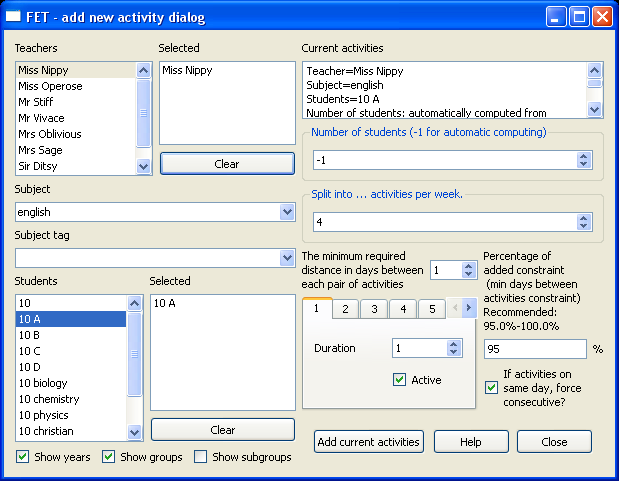 FET - add new activity dialog
Teachers
Miss Nippy
Miss Operose
Mr Stiff
Mr Vivace
Mrs Oblivious
Mrs Sage
Sir Ditsy
Selected
Miss Nippy
Clear
Subject
english
Subject tag
Students
10
10 A
10 B
10 C
10 D
10 biology
10 chemistry
10 physics
10 christian
Selected
10 A
Clear
Show years
Show groups
Show subgroups
Current activities
Teacher=Miss Nippy
Subject=english
Students=10 A
Number of students: automatically computed from
Number of students (-1 for automatic computing)
-1
Split into ... activities per week.
4
The minimum required
distance in days between
each pair of activities
1
1 2 3 4 5
Duration
1
Active
Percentage of
added constraint
(min days between
activities constraint)
Recommended:
95.0%-100.0%
95 %
If activities on
same day, force
consecutive?
Add current activities
Help
Close